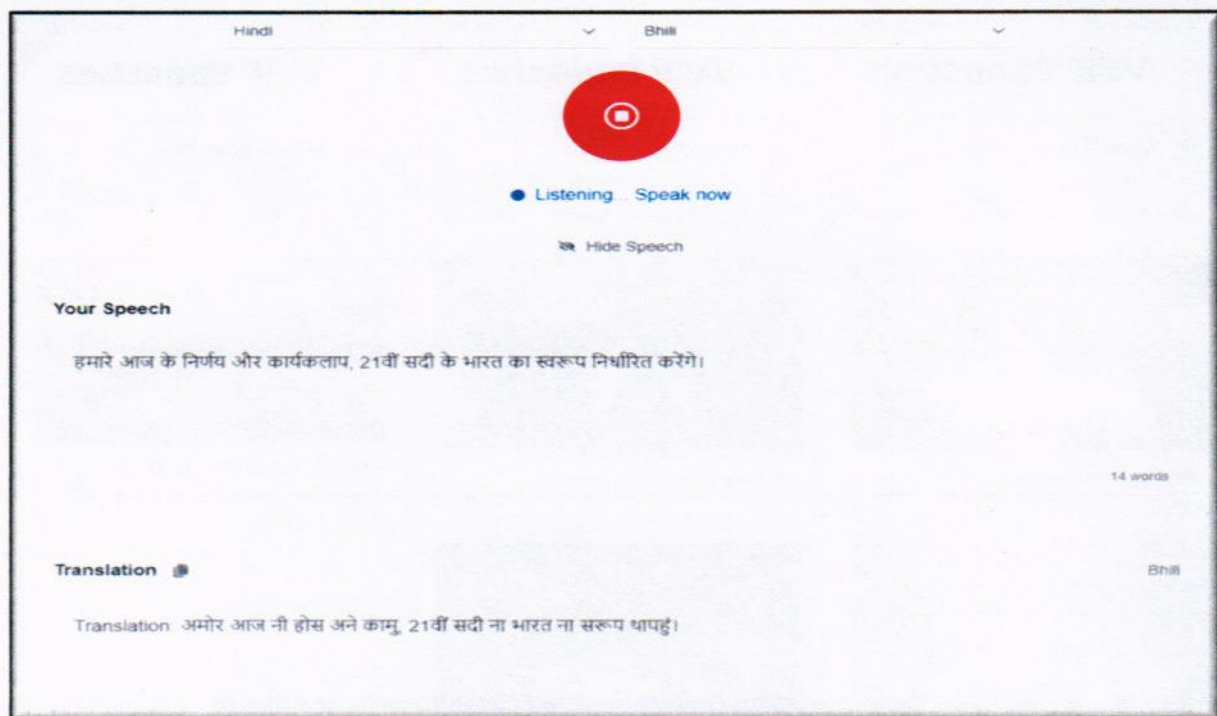 Hindi Bhili
Listening... Speak now
Hide Speech
Your Speech
हमारे आज के निर्णय और कार्यकलाप, 21वीं सदी के भारत का स्वरूप निर्धारित करेंगे।
14 words
Translation Bhili
Translation: अमोर आज नी होस अने कामु, 21वीं सदी ना भारत ना सरूप थापहुं।